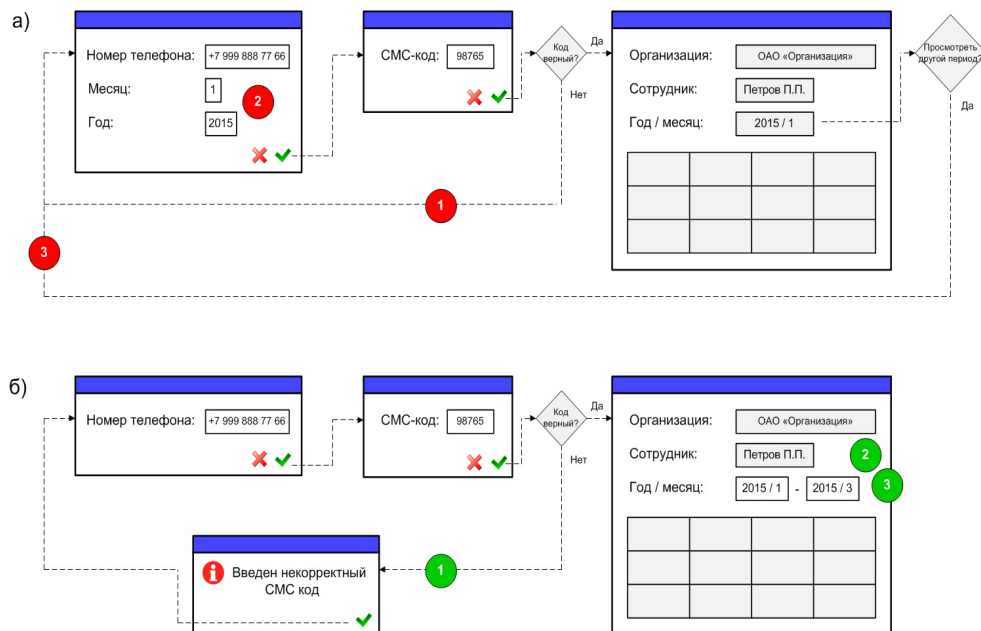 а)
Номер телефона: +7 999 888 77 66
Месяц: 1
2
Год: 2015
СМС-код: 98765
Код
верный?
Да
Нет
Организация: ОАО «Организация»
Сотрудник: Петров П.П.
Год / месяц: 2015 / 1
Просмотреть
другой период?
Да
1
3
б)
Номер телефона: +7 999 888 77 66
СМС-код: 98765
Код
верный?
Да
Нет
Организация: ОАО «Организация»
Сотрудник: Петров П.П.
2
Год / месяц: 2015 / 1 - 2015 / 3
3
1
i Введен некорректный
СМС код